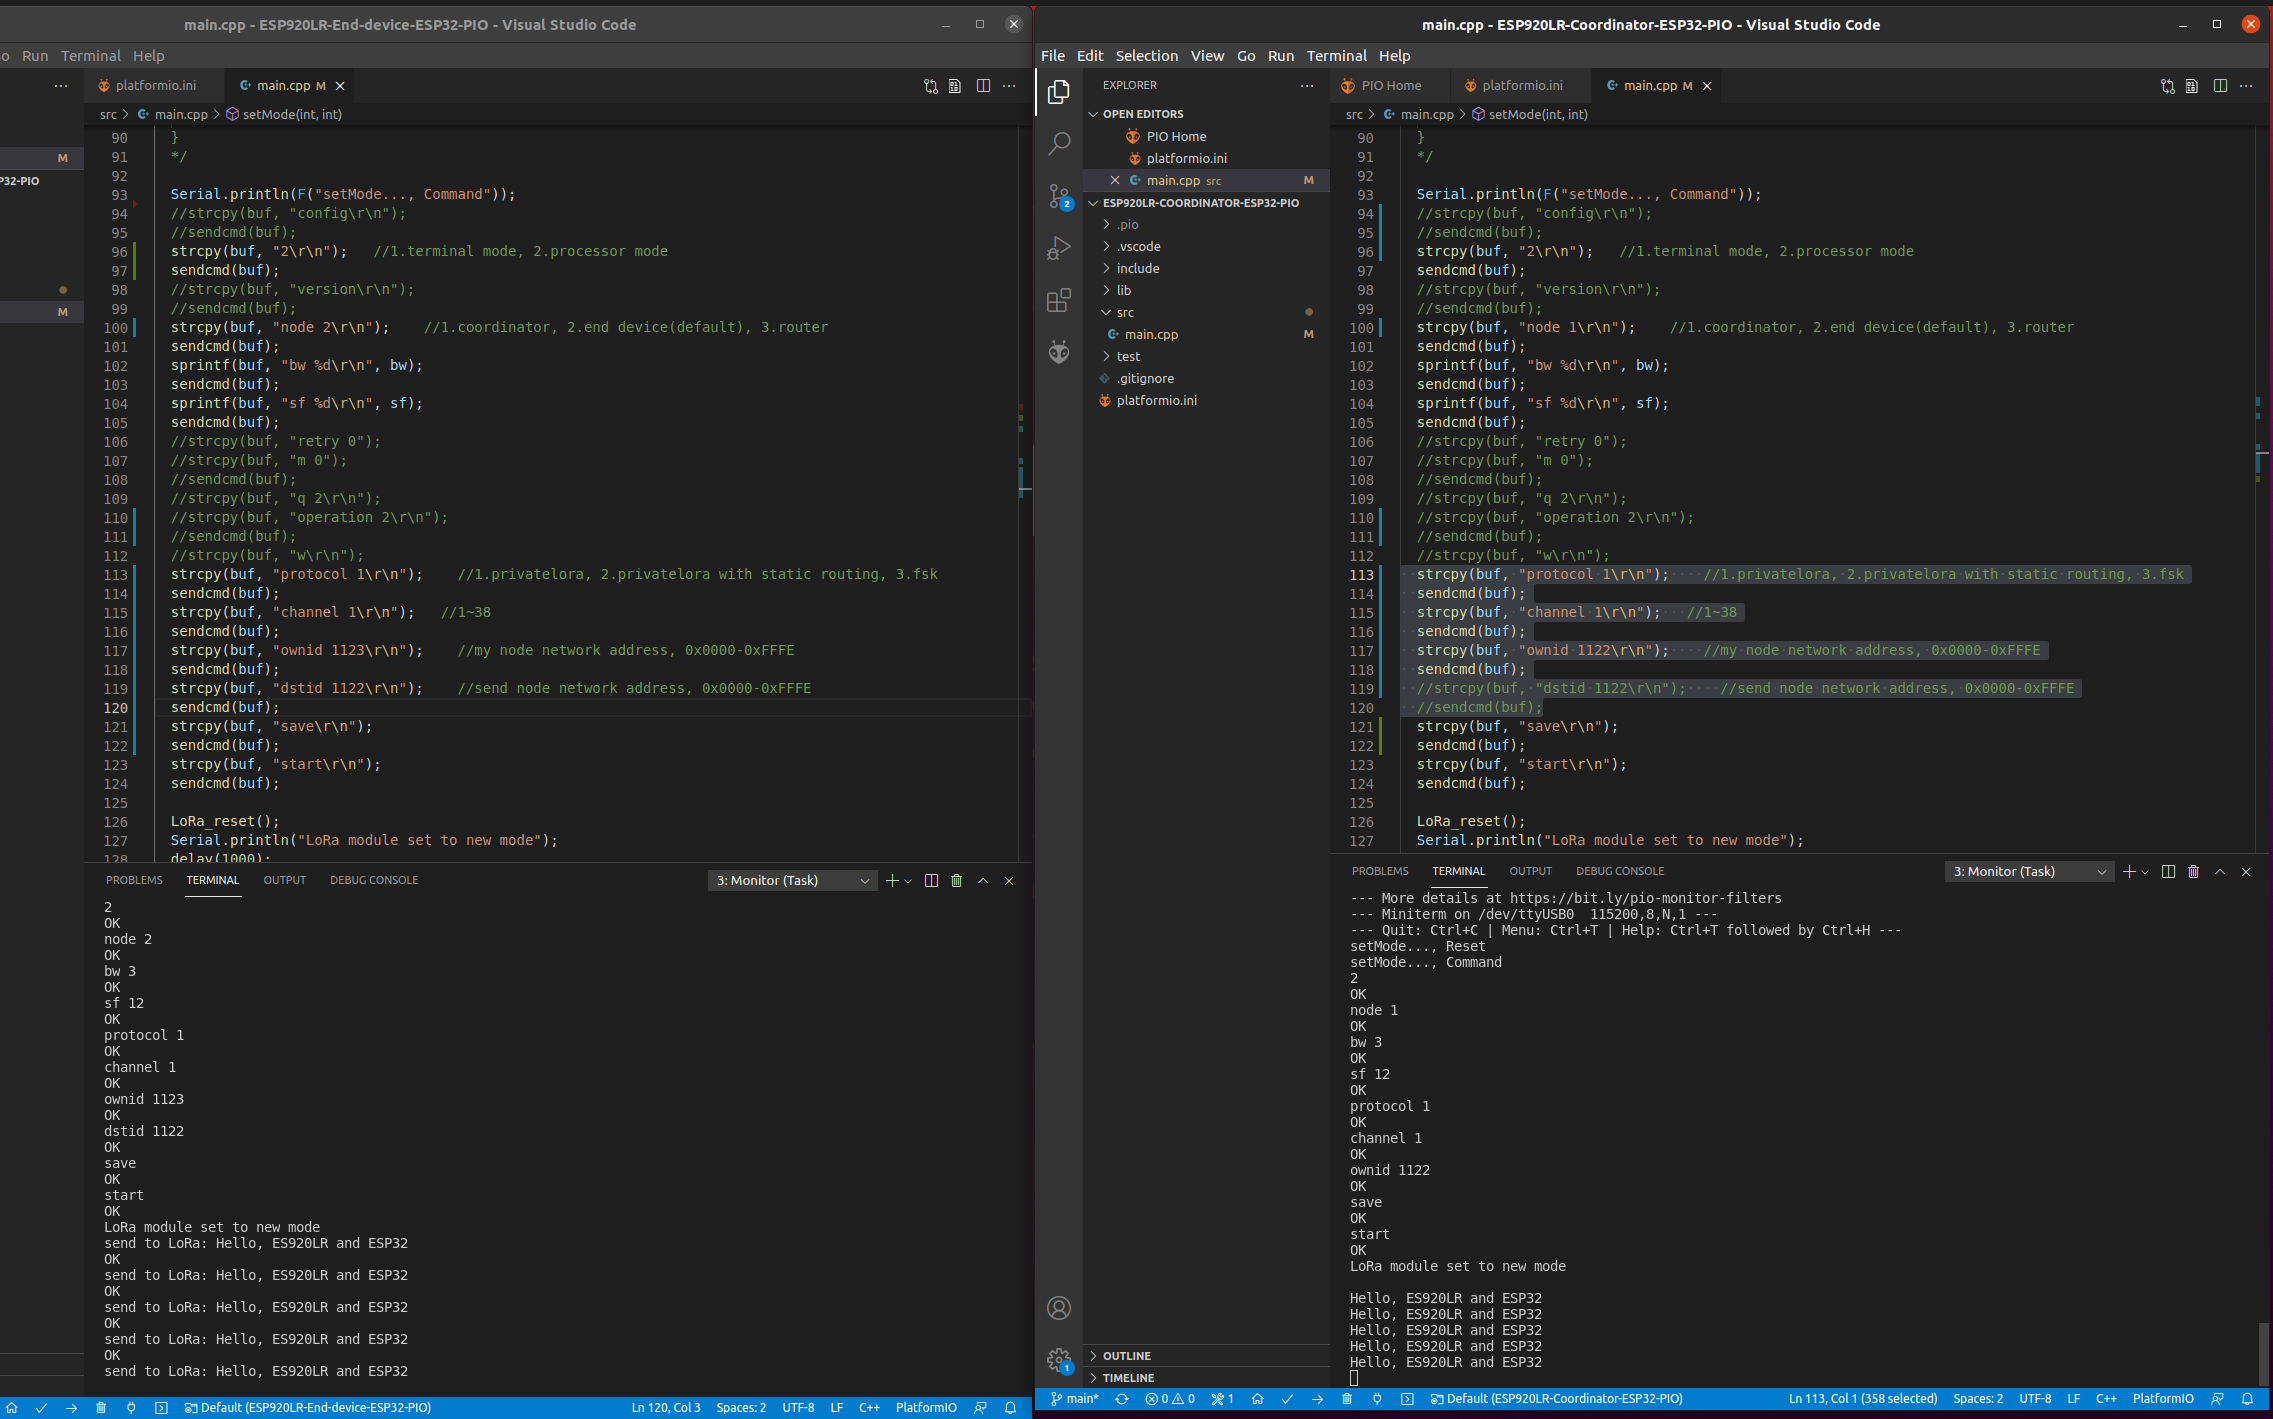 main.cpp - ESP920LR-End-device-ESP32-PIO - Visual Studio Code
o Run Terminal Help
platformio.ini main.cpp M
src > main.cpp > setMode(int, int)
M
P32-PIO
M
90 }
91 */
92
93 Serial.println(F("setMode..., Command"));
94 //strcpy(buf, "config\r\n");
95 //sendcmd(buf);
96 strcpy(buf, "2\r\n"); //1.terminal mode, 2.processor mode
97 sendcmd(buf);
98 //strcpy(buf, "version\r\n");
99 //sendcmd(buf);
100 strcpy(buf, "node 2\r\n"); //1.coordinator, 2.end device(default), 3.router
101 sendcmd(buf);
102 sprintf(buf, "bw %d\r\n", bw);
103 sendcmd(buf);
104 sprintf(buf, "sf %d\r\n", sf);
105 sendcmd(buf);
106 //strcpy(buf, "retry 0");
107 //strcpy(buf, "m 0");
108 //sendcmd(buf);
109 //strcpy(buf, "q 2\r\n");
110 //strcpy(buf, "operation 2\r\n");
111 //sendcmd(buf);
112 //strcpy(buf, "w\r\n");
113 strcpy(buf, "protocol 1\r\n"); //1.privatelora, 2.privatelora with static routing, 3.fsk
114 sendcmd(buf);
115 strcpy(buf, "channel 1\r\n"); //1~38
116 sendcmd(buf);
117 strcpy(buf, "ownid 1123\r\n"); //my node network address, 0x0000-0xFFFE
118 sendcmd(buf);
119 strcpy(buf, "dstid 1122\r\n"); //send node network address, 0x0000-0xFFFE
120 sendcmd(buf);
121 strcpy(buf, "save\r\n");
122 sendcmd(buf);
123 strcpy(buf, "start\r\n");
124 sendcmd(buf);
125
126 LoRa_reset();
127 Serial.println("LoRa module set to new mode");
128 delay(1000);
PROBLEMS TERMINAL OUTPUT DEBUG CONSOLE 3: Monitor (Task)
2
OK
node 2
OK
bw 3
OK
sf 12
OK
protocol 1
OK
channel 1
OK
ownid 1123
OK
dstid 1122
OK
save
OK
start
OK
LoRa module set to new mode
send to LoRa: Hello, ES920LR and ESP32
OK
send to LoRa: Hello, ES920LR and ESP32
OK
send to LoRa: Hello, ES920LR and ESP32
OK
send to LoRa: Hello, ES920LR and ESP32
OK
send to LoRa: Hello, ES920LR and ESP32
Default (ESP920LR-End-device-ESP32-PIO) Ln 120, Col 3 Spaces: 2 UTF-8 LF C++ PlatformIO
main.cpp - ESP920LR-Coordinator-ESP32-PIO - Visual Studio Code
File Edit Selection View Go Run Terminal Help
EXPLORER
OPEN EDITORS
PIO Home
platformio.ini
main.cpp src M
ESP920LR-COORDINATOR-ESP32-PIO
.pio
.vscode
include
lib
src
main.cpp M
test
.gitignore
platformio.ini
OUTLINE
TIMELINE
2
1
PIO Home platformio.ini main.cpp M
src > main.cpp > setMode(int, int)
90 }
91 */
92
93 Serial.println(F("setMode..., Command"));
94 //strcpy(buf, "config\r\n");
95 //sendcmd(buf);
96 strcpy(buf, "2\r\n"); //1.terminal mode, 2.processor mode
97 sendcmd(buf);
98 //strcpy(buf, "version\r\n");
99 //sendcmd(buf);
100 strcpy(buf, "node 1\r\n"); //1.coordinator, 2.end device(default), 3.router
101 sendcmd(buf);
102 sprintf(buf, "bw %d\r\n", bw);
103 sendcmd(buf);
104 sprintf(buf, "sf %d\r\n", sf);
105 sendcmd(buf);
106 //strcpy(buf, "retry 0");
107 //strcpy(buf, "m 0");
108 //sendcmd(buf);
109 //strcpy(buf, "q 2\r\n");
110 //strcpy(buf, "operation 2\r\n");
111 //sendcmd(buf);
112 //strcpy(buf, "w\r\n");
113 strcpy(buf, "protocol 1\r\n"); //1.privatelora, 2.privatelora with static routing, 3.fsk
114 sendcmd(buf);
115 strcpy(buf, "channel 1\r\n"); //1~38
116 sendcmd(buf);
117 strcpy(buf, "ownid 1122\r\n"); //my node network address, 0x0000-0xFFFE
118 sendcmd(buf);
119 //strcpy(buf, "dstid 1122\r\n"); //send node network address, 0x0000-0xFFFE
120 //sendcmd(buf);
121 strcpy(buf, "save\r\n");
122 sendcmd(buf);
123 strcpy(buf, "start\r\n");
124 sendcmd(buf);
125
126 LoRa_reset();
127 Serial.println("LoRa module set to new mode");
PROBLEMS TERMINAL OUTPUT DEBUG CONSOLE 3: Monitor (Task)
--- More details at https://bit.ly/pio-monitor-filters
--- Miniterm on /dev/ttyUSB0 115200,8,N,1 ---
--- Quit: Ctrl+C | Menu: Ctrl+T | Help: Ctrl+T followed by Ctrl+H ---
setMode..., Reset
setMode..., Command
2
OK
node 1
OK
bw 3
OK
sf 12
OK
protocol 1
OK
channel 1
OK
ownid 1122
OK
save
OK
start
OK
LoRa module set to new mode
Hello, ES920LR and ESP32
Hello, ES920LR and ESP32
Hello, ES920LR and ESP32
Hello, ES920LR and ESP32
Hello, ES920LR and ESP32
main* 0 0 1 Default (ESP920LR-Coordinator-ESP32-PIO) Ln 113, Col 1 (358 selected) Spaces: 2 UTF-8 LF C++ PlatformIO